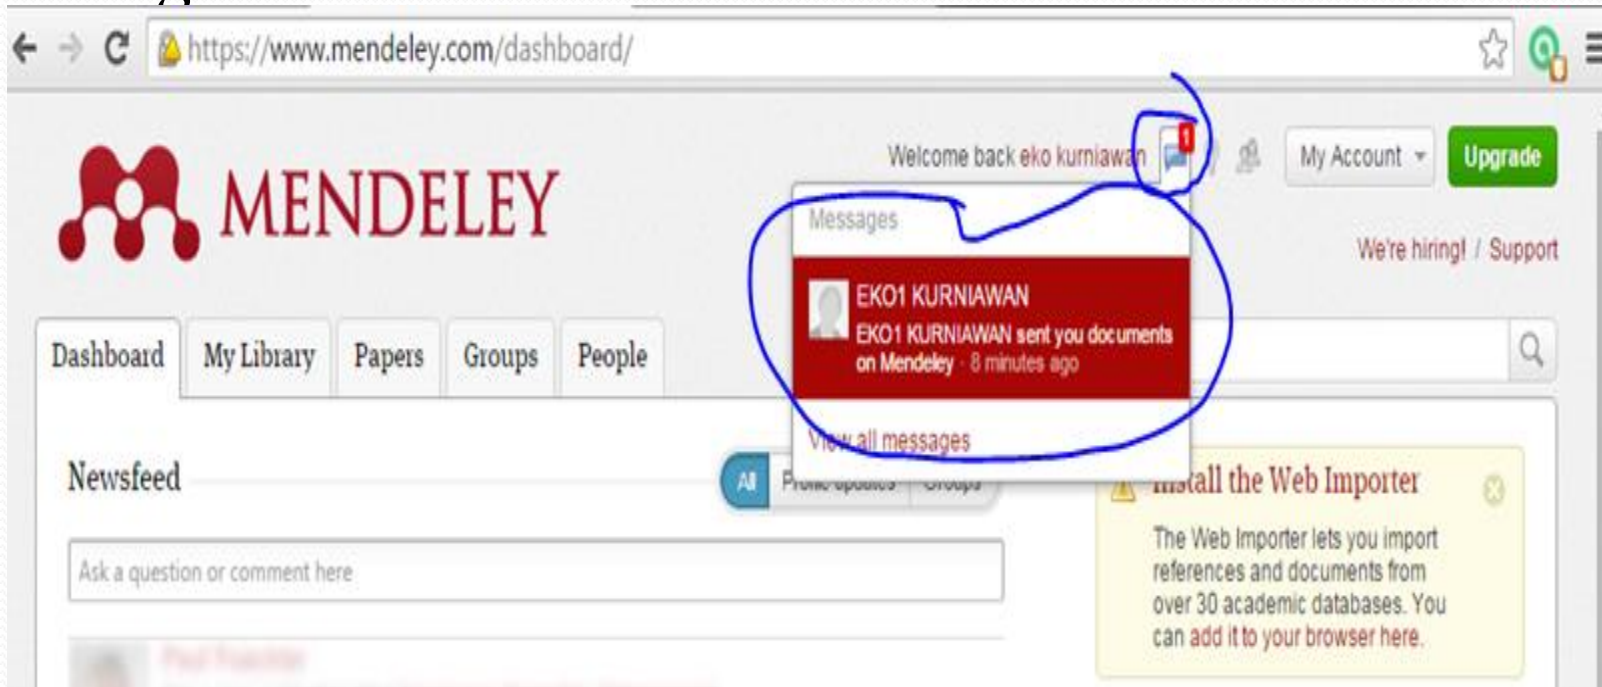 https://www.mendeley.com/dashboard/
MENDELEY
Welcome back eko kurniawan
1
My Account
Upgrade
We're hiring! / Support
Messages
EKO1 KURNIAWAN
EKO1 KURNIAWAN sent you documents
on Mendeley · 8 minutes ago
View all messages
Dashboard
My Library
Papers
Groups
People
Newsfeed
All
Profile updates
Groups
Ask a question or comment here
Install the Web Importer
The Web Importer lets you import
references and documents from
over 30 academic databases. You
can add it to your browser here.